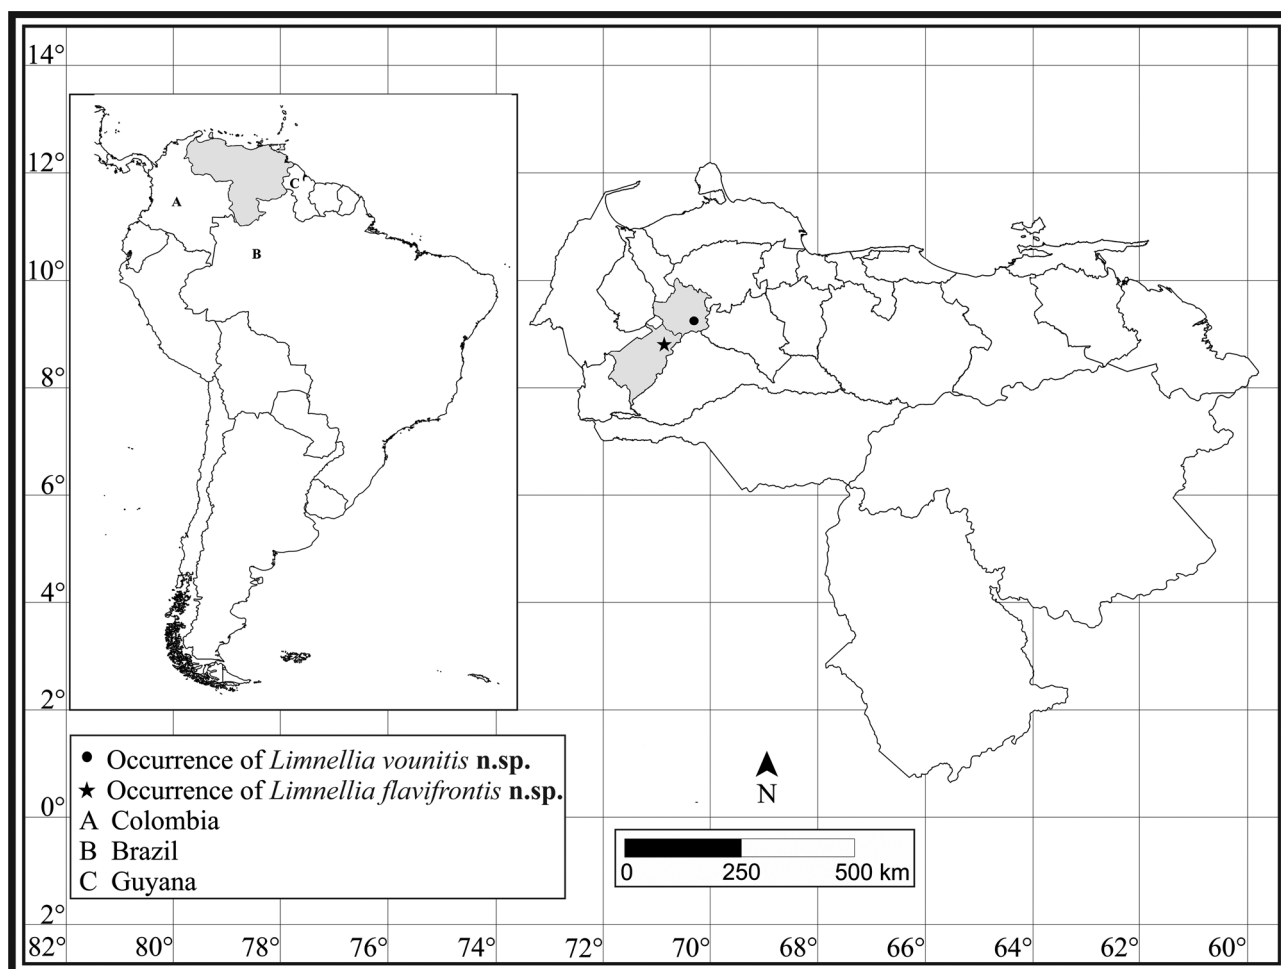 14°
12°
10°
8°
6°
4°
2°
0°
2°
A
B
C
● Occurrence of Limnellia vounitis n.sp.
★ Occurrence of Limnellia flavifrontis n.sp.
A Colombia
B Brazil
C Guyana
N
0 250 500 km
82° 80° 78° 76° 74° 72° 70° 68° 66° 64° 62° 60°